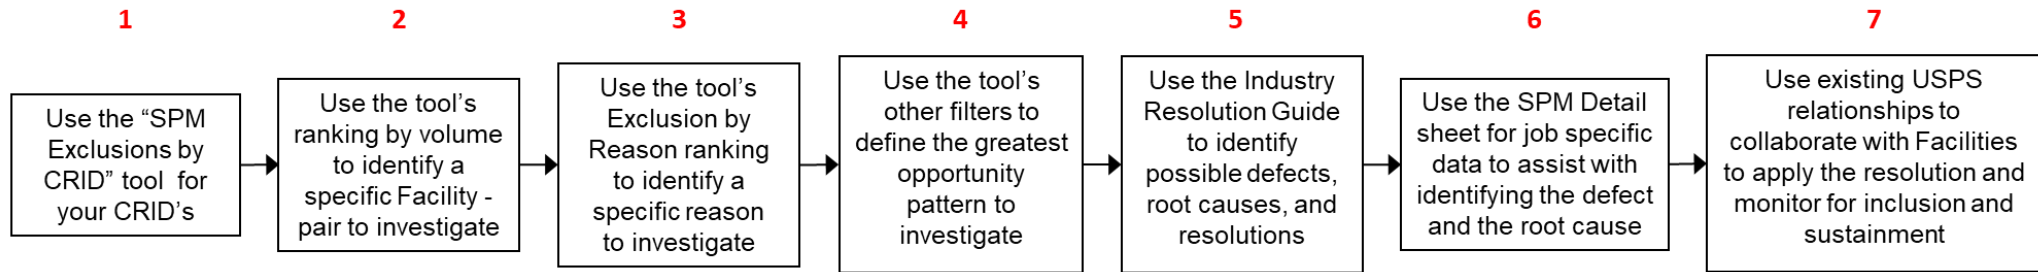 1
Use the “SPM
Exclusions by
CRID” tool for
your CRID’s
2
Use the tool’s
ranking by volume
to identify a
specific Facility -
pair to investigate
3
Use the tool’s
Exclusion by
Reason ranking
to identify a
specific reason
to investigate
4
Use the tool’s
other filters to
define the greatest
opportunity
pattern to
investigate
5
Use the Industry
Resolution Guide
to identify
possible defects,
root causes, and
resolutions
6
Use the SPM Detail
sheet for job specific
data to assist with
identifying the defect
and the root cause
7
Use existing USPS
relationships to
collaborate with Facilities
to apply the resolution and
monitor for inclusion and
sustainment